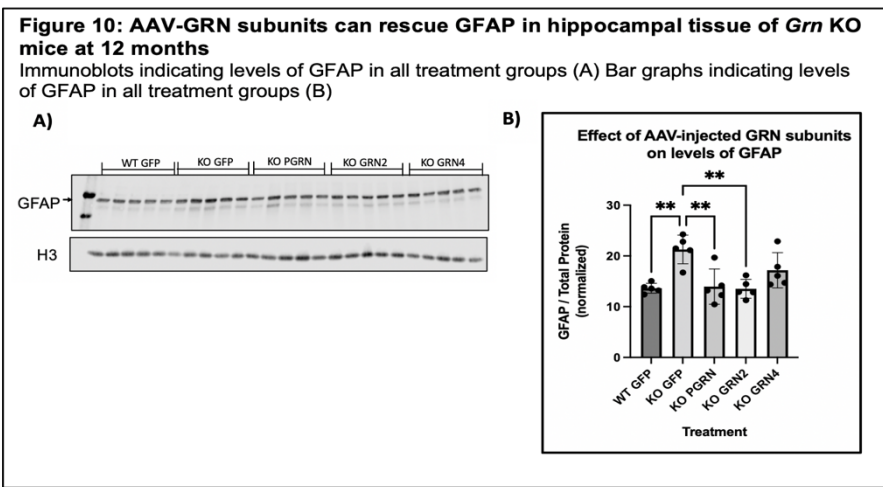 Figure 10: AAV-GRN subunits can rescue GFAP in hippocampal tissue of Grn KO
mice at 12 months
Immunoblots indicating levels of GFAP in all treatment groups (A) Bar graphs indicating levels
of GFAP in all treatment groups (B)
A)
WT GFP
KO GFP
KO PGRN
KO GRN2
KO GRN4
GFAP
H3
B)
Effect of AAV-injected GRN subunits
on levels of GFAP
**
** **
GFAP / Total Protein
(normalized)
30
20
10
0
WT GFP
KO GFP
KO PGRN
KO GRN2
KO GRN4
Treatment